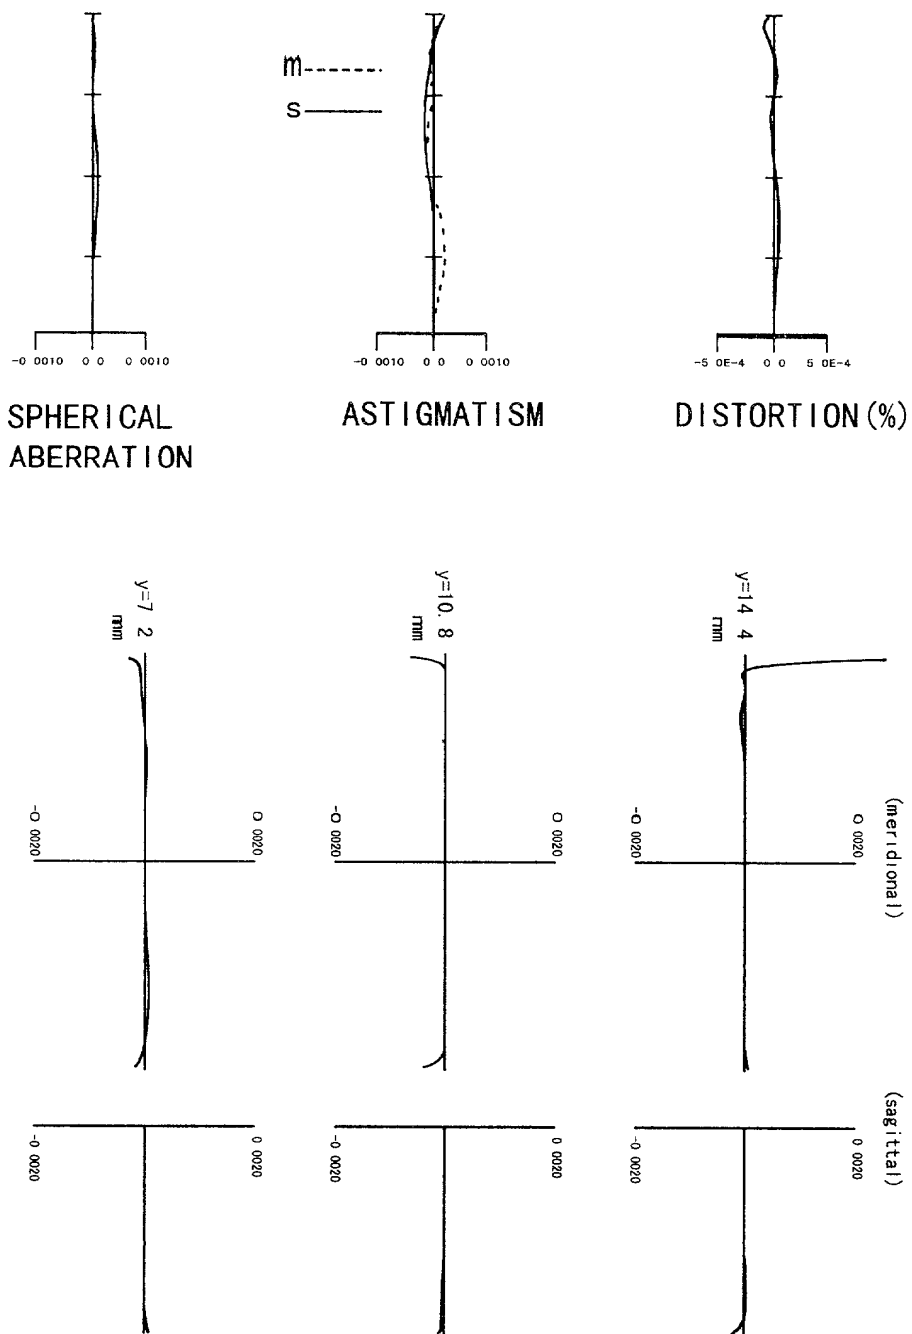 m
s
-0 0010 0 0 0 0010
-0 0010 0 0 0 0010
-5 0E-4 0 0 5 0E-4
SPHERICAL
ABERRATION
ASTIGMATISM
DISTORTION(%)
y=7 2
mm
y=10. 8
mm
y=14 4
mm
-0 0020
0 0020
-0 0020
0 0020
-0 0020
0 0020
(meridional)
-0 0020
0 0020
-0 0020
0 0020
-0 0020
0 0020
(sagittal)